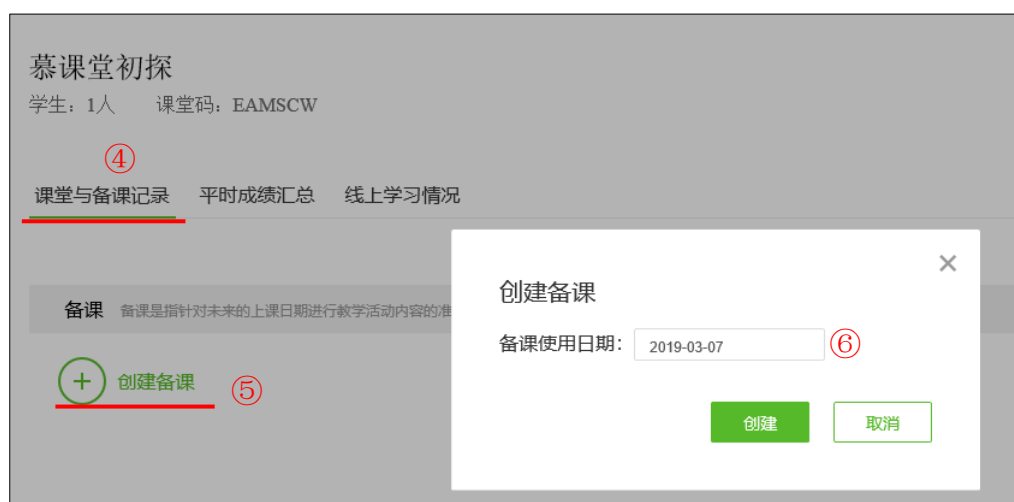 慕课堂初探
学生：1人 课堂码：EAMSCW
④
课堂与备课记录 平时成绩汇总 线上学习情况
备课 备课是指针对未来的上课日期进行教学活动内容的准
创建备课 ⑤
创建备课
备课使用日期： 2019-03-07 ⑥
创建 取消